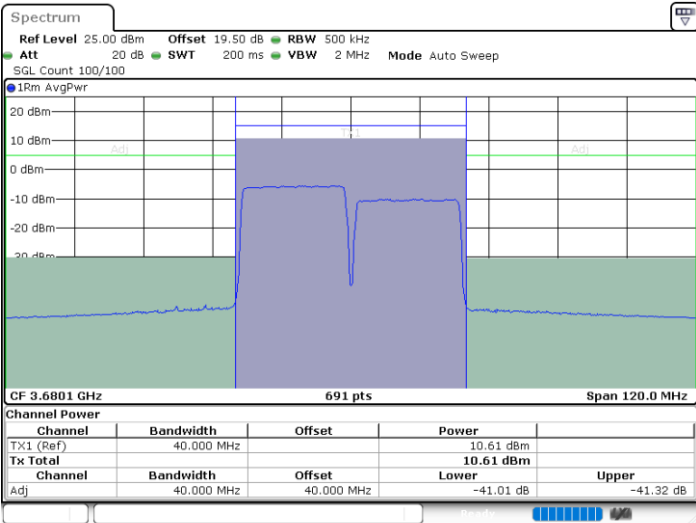 Spectrum
Ref Level 25.00 dBm Offset 19.50 dB RBW 500 kHz
Att 20 dB SWT 200 ms VBW 2 MHz Mode Auto Sweep
SGL Count 100/100
1Rm AvgPwr
20 dBm
TX1
10 dBm
Adj Adj
0 dBm
-10 dBm
-20 dBm
-30 dBm
CF 3.6801 GHz 691 pts Span 120.0 MHz
Channel Power
Channel Bandwidth Offset Power
TX1 (Ref) 40.000 MHz 10.61 dBm
Tx Total 10.61 dBm
Channel Bandwidth Offset Lower Upper
Adj 40.000 MHz 40.000 MHz -41.01 dB -41.32 dB
Ready